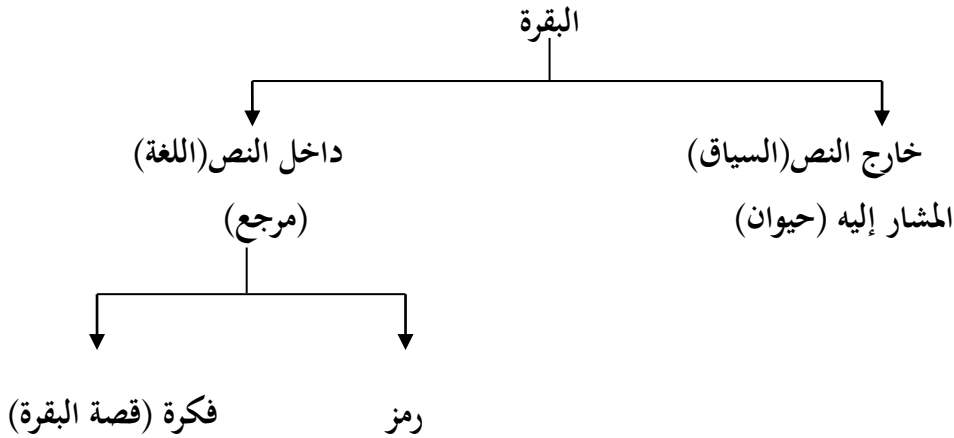 البقرة
خارج النص(السياق) داخل النص(اللغة)
المشار إليه (حيوان) (مرجع)
رمز فكرة (قصة البقرة)